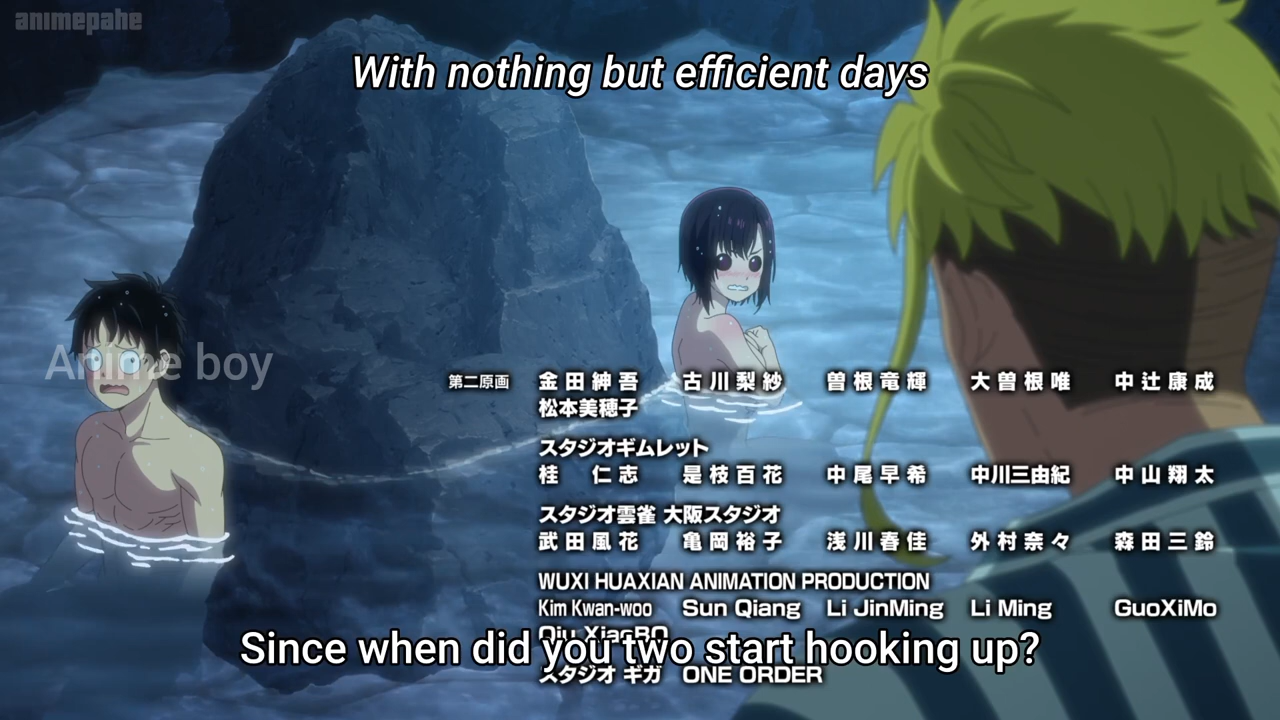 animepahe
With nothing but efficient days
Anime boy
第二原画 金田紳吾 古川梨紗 曽根竜輝 大曽根唯 中辻康成
松本美穂子
スタジオギムレット
桂 仁志 是枝百花 中尾早希 中川三由紀 中山翔太
スタジオ雲雀 大阪スタジオ
武田風花 亀岡裕子 浅川春佳 外村奈々 森田三鈴
WUXI HUAXIAN ANIMATION PRODUCTION
Kim Kwan-woo Sun Qiang Li JinMing Li Ming GuoXiMo
Qiu XiaoBO
Since when did you two start hooking up?
スタジオ ギガ ONE ORDER